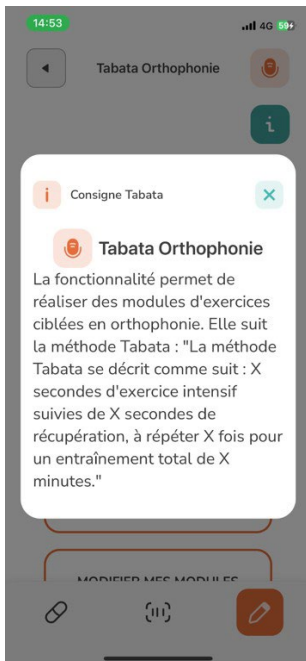 14:53
4G 59
Tabata Orthophonie
i
i
Consigne Tabata
Tabata Orthophonie
La fonctionnalité permet de
réaliser des modules d'exercices
ciblées en orthophonie. Elle suit
la méthode Tabata : "La méthode
Tabata se décrit comme suit : X
secondes d'exercice intensif
suivies de X secondes de
récupération, à répéter X fois pour
un entraînement total de X
minutes."
MODIFIER MES MODULES